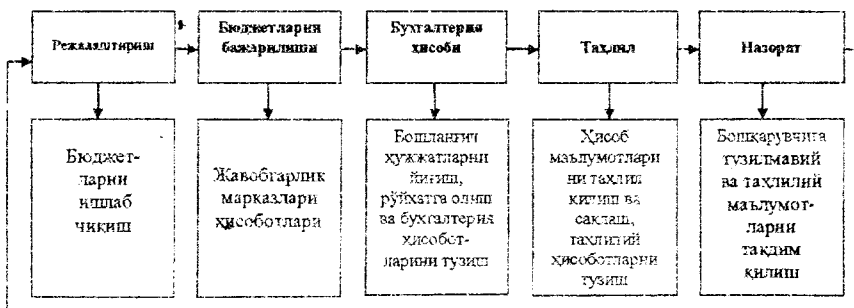 Режалаштириш
Бюджетларни
бажарилиши
Бухгалтерия
ҳисоби
Таҳлил
Назорат
Бюджет-
ларни
ишлаб
чиқиш
Жавобгарлик
марказлари
ҳисоботлари
Бошланғич
ҳужжатларни
йиғиш,
рўйхатга олиш
ва бухгалтерия
ҳисобот-
ларини тузиш
Ҳисоб
маълумотлари
ни таҳлил
қилиш ва
сақлаш,
таҳлилий
ҳисоботларни
тузиш
Бошқарувчига
тузилмавий
ва таҳлилий
маълумот-
ларни
тақдим
қилиш